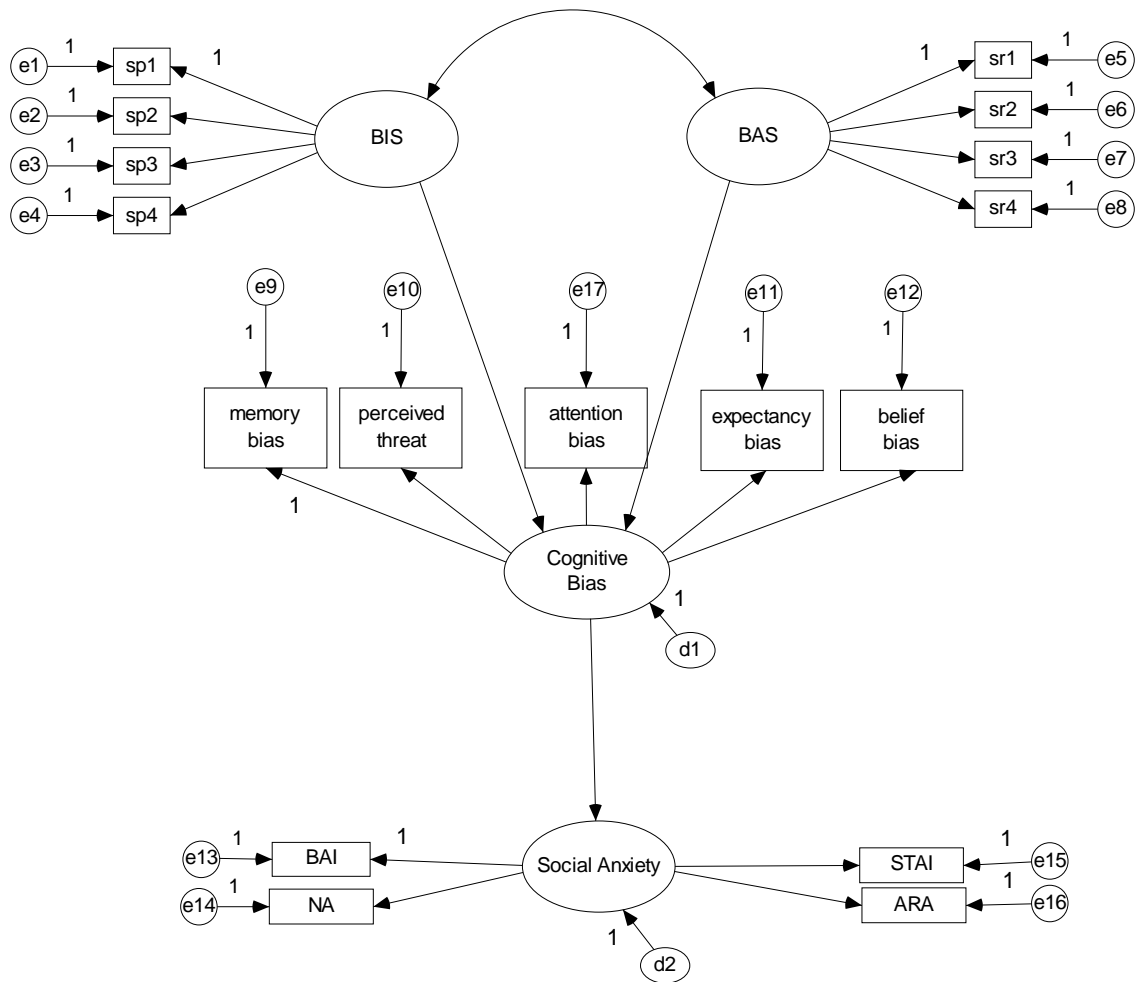 e1 1 sp1 1
e2 1 sp2
e3 1 sp3
e4 1 sp4
BIS
BAS
1 sr1 1 e5
sr2 1 e6
sr3 1 e7
sr4 1 e8
e9
e10
e17
e11
e12
1
1
1
1
1
memory
bias
perceived
threat
attention
bias
expectancy
bias
belief
bias
1
Cognitive
Bias
1
d1
e13 1 BAI 1
e14 1 NA
Social Anxiety
STAI 1 e15
ARA 1 e16
1
d2